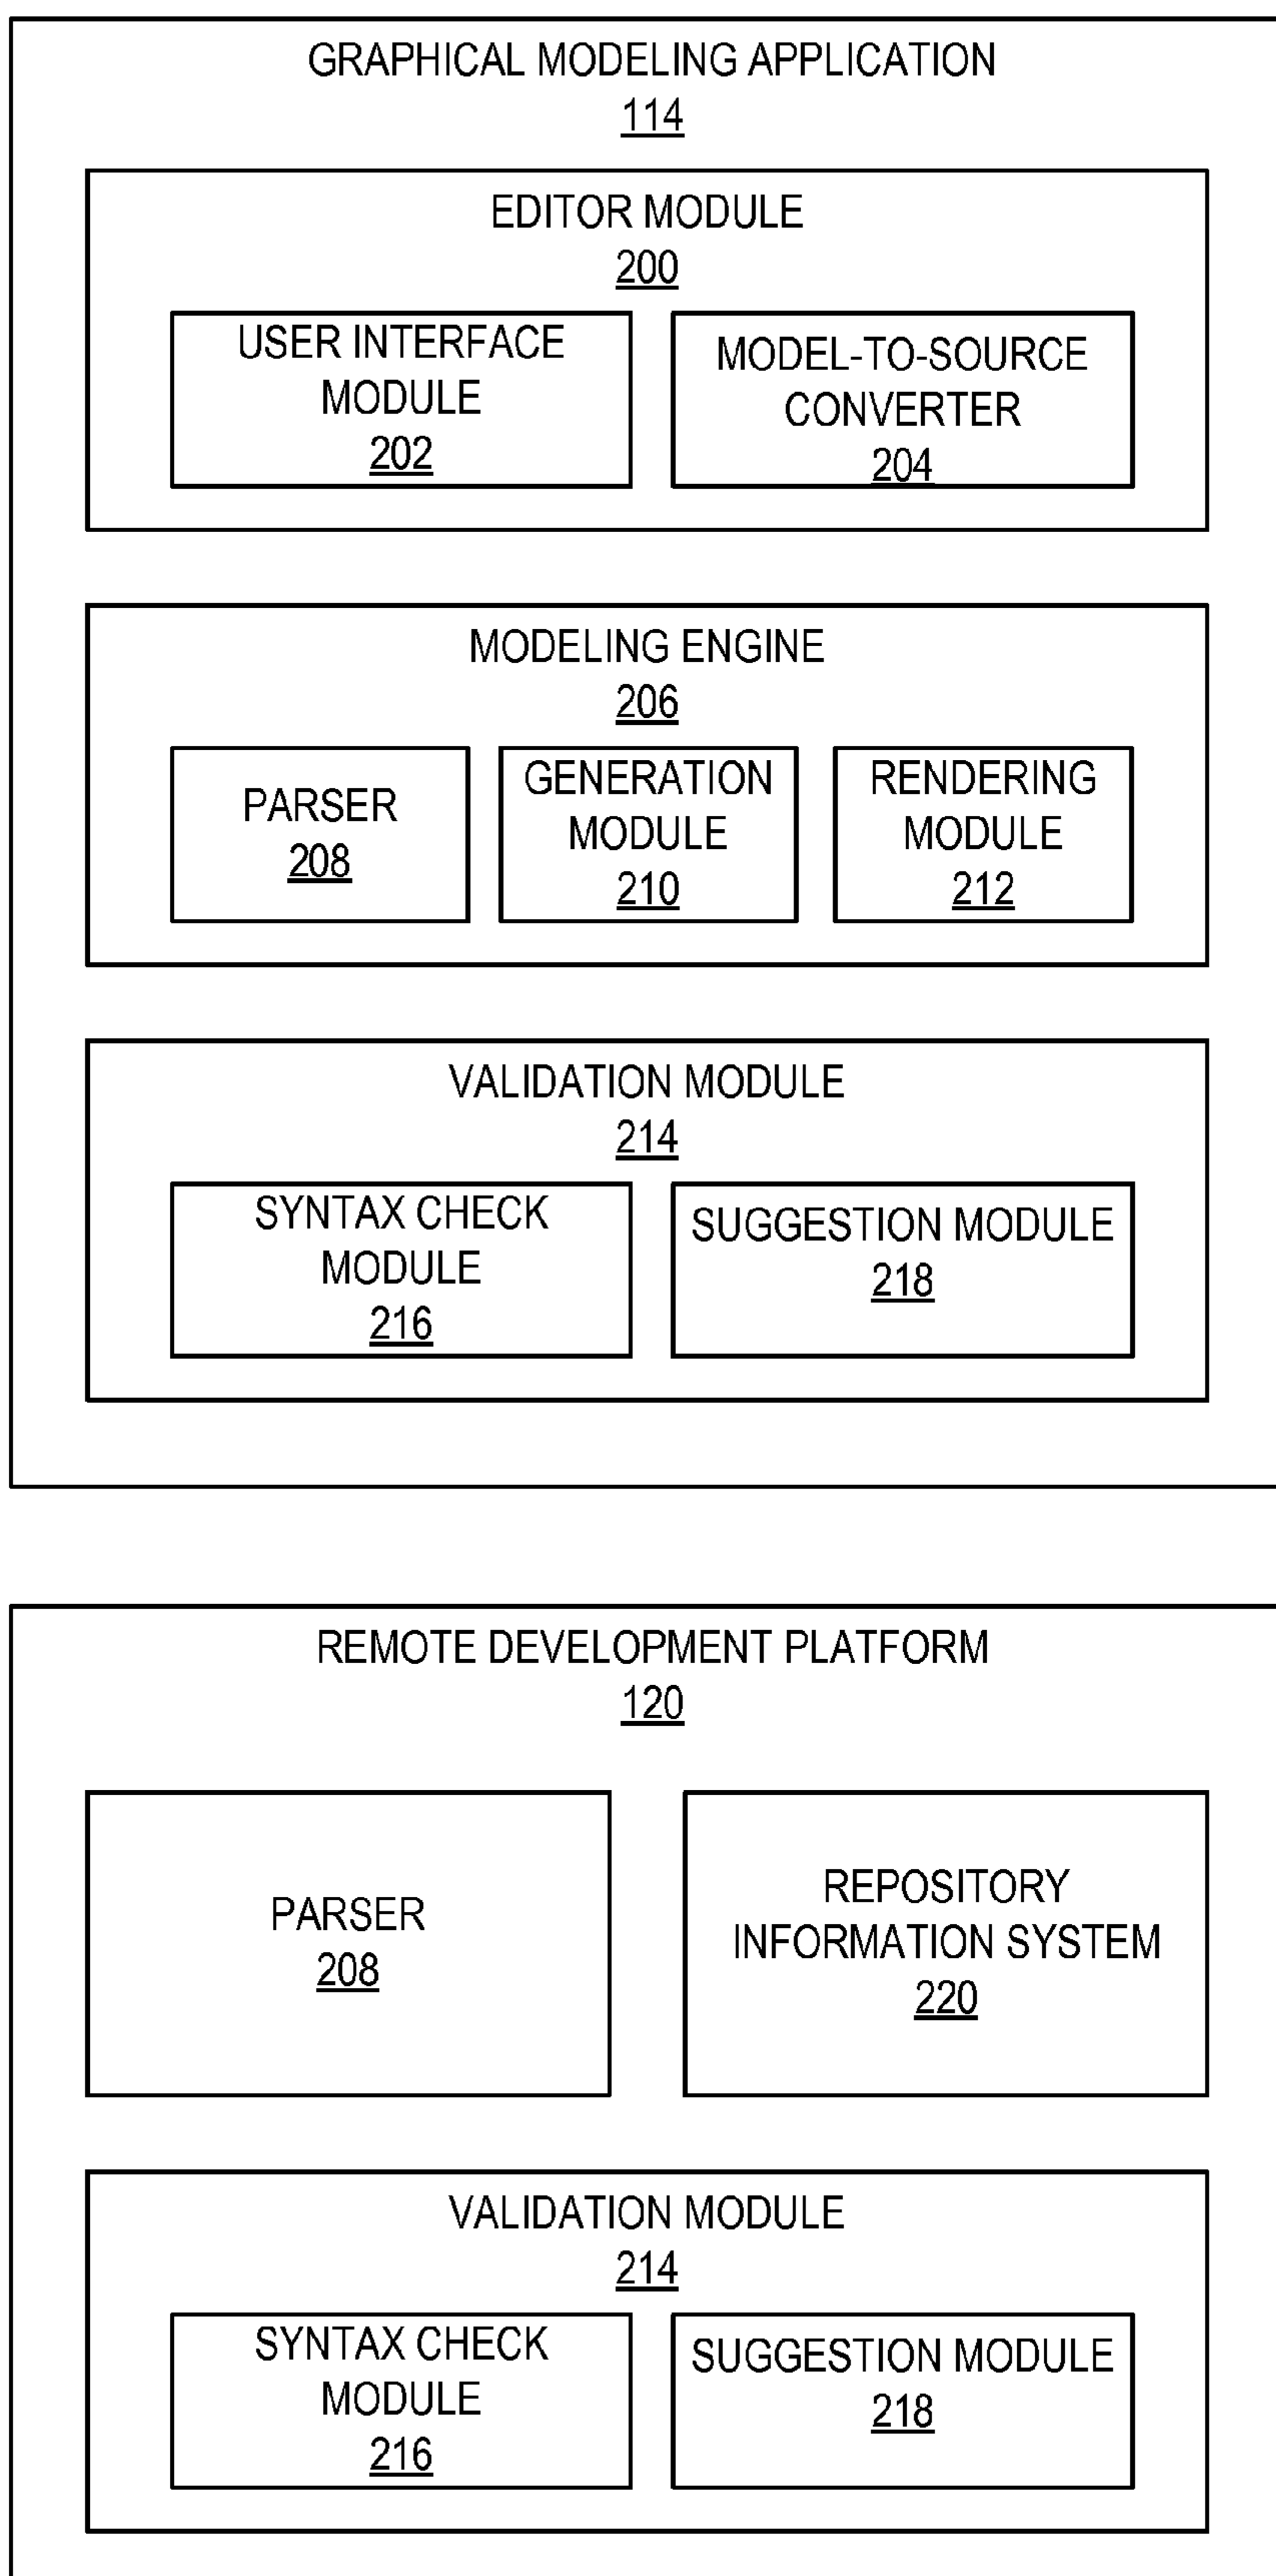 GRAPHICAL MODELING APPLICATION
114
EDITOR MODULE
200
USER INTERFACE
MODULE
202
MODEL-TO-SOURCE
CONVERTER
204
MODELING ENGINE
206
PARSER
208
GENERATION
MODULE
210
RENDERING
MODULE
212
VALIDATION MODULE
214
SYNTAX CHECK
MODULE
216
SUGGESTION MODULE
218
REMOTE DEVELOPMENT PLATFORM
120
PARSER
208
REPOSITORY
INFORMATION SYSTEM
220
VALIDATION MODULE
214
SYNTAX CHECK
MODULE
216
SUGGESTION MODULE
218